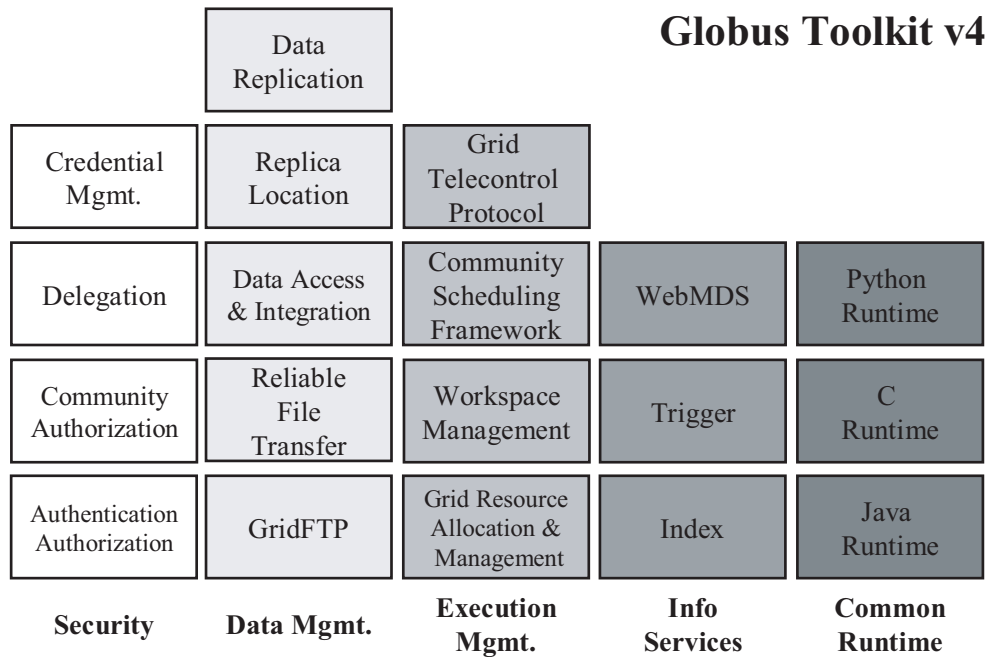 Globus Toolkit v4
Data
Replication
Credential
Mgmt.
Replica
Location
Grid
Telecontrol
Protocol
Delegation
Data Access
& Integration
Community
Scheduling
Framework
WebMDS
Python
Runtime
Community
Authorization
Reliable
File
Transfer
Workspace
Management
Trigger
C
Runtime
Authentication
Authorization
GridFTP
Grid Resource
Allocation &
Management
Index
Java
Runtime
Security
Data Mgmt.
Execution
Mgmt.
Info
Services
Common
Runtime